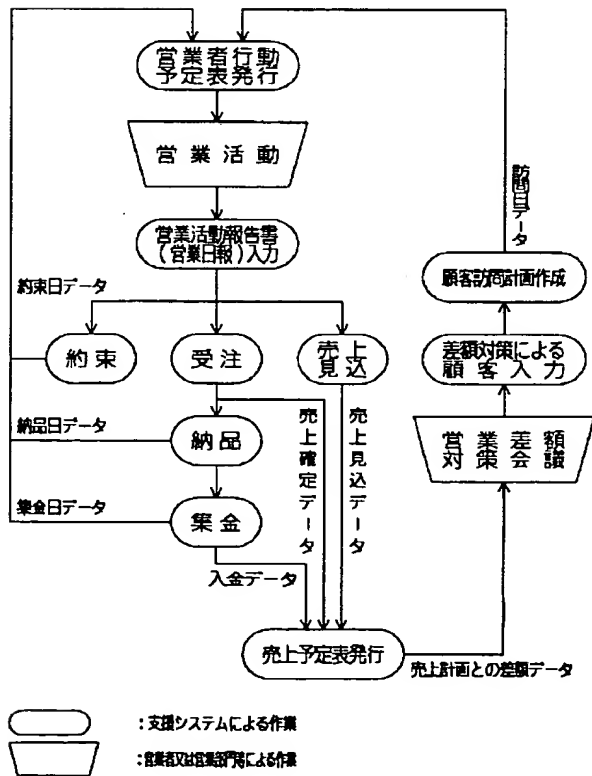 営業者行動
予定表発行
営業活動
営業活動報告書
(営業日報)入力
約束日データ
約束
受注
売上
見込
納品日データ
納品
集金日データ
集金
入金データ
売上確定データ
売上見込データ
売上予定表発行
売上計画との差額データ
営業差額
対策会議
差額対策による
顧客入力
顧客訪問計画作成
訪問日データ
:支援システムによる作業
:営業者又は営業部門等による作業